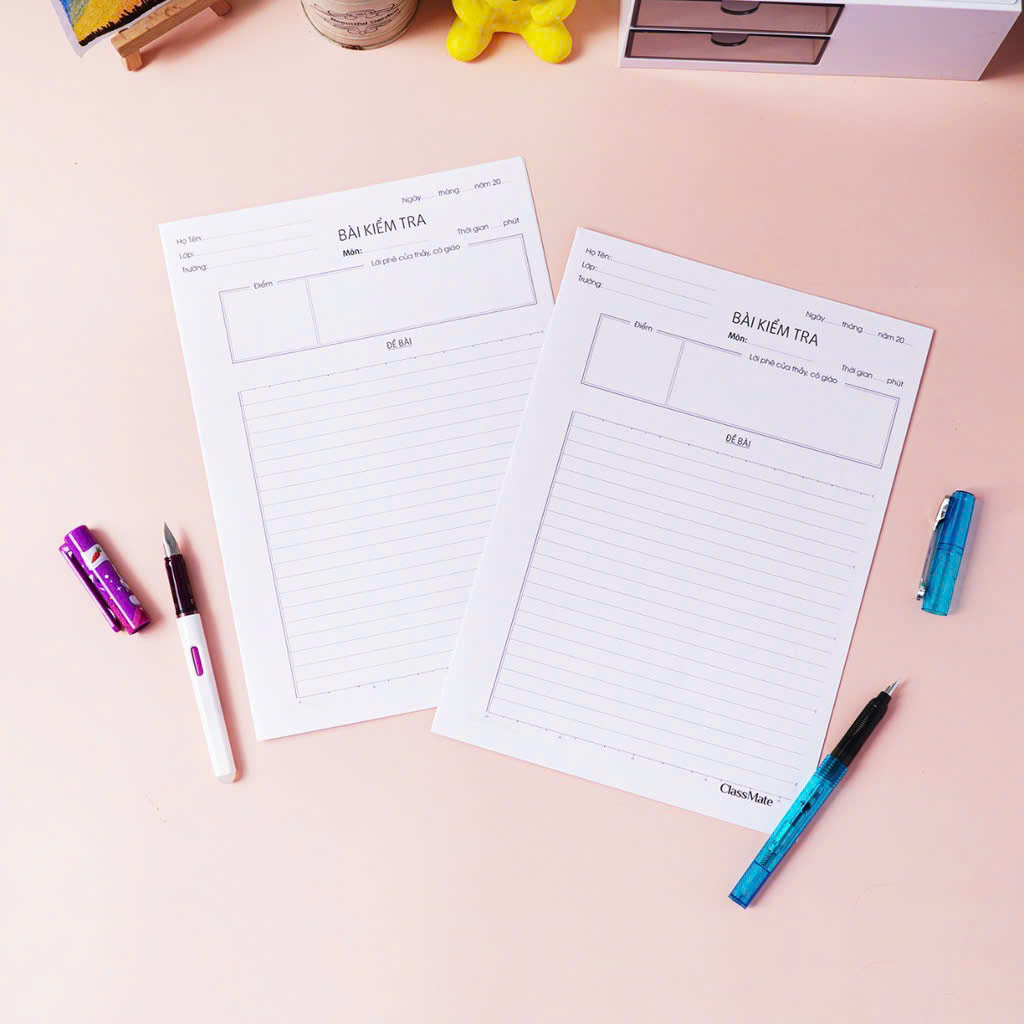 Beautiful Garden
Ngày......tháng......năm 20....
Họ Tên:
Lớp:
Trường:
BÀI KIỂM TRA
Môn:
Thời gian.....phút
Điểm
Lời phê của thầy, cô giáo
ĐỀ BÀI
Họ Tên:
Lớp:
Trường:
Ngày......tháng......năm 20....
BÀI KIỂM TRA
Môn:
Thời gian.....phút
Điểm
Lời phê của thầy, cô giáo
ĐỀ BÀI
ClassMate